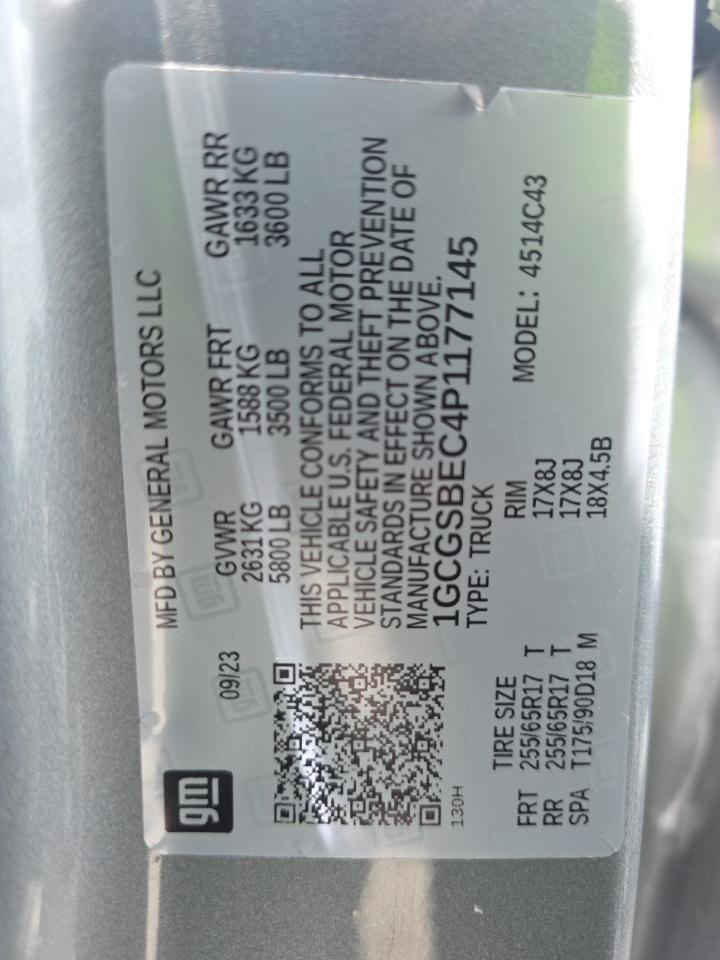 gm
MFD BY GENERAL MOTORS LLC
09/23
GVWR GAWR FRT GAWR RR
2631 KG 1588 KG 1633 KG
5800 LB 3500 LB 3600 LB
THIS VEHICLE CONFORMS TO ALL
APPLICABLE U.S. FEDERAL MOTOR
VEHICLE SAFETY AND THEFT PREVENTION
STANDARDS IN EFFECT ON THE DATE OF
MANUFACTURE SHOWN ABOVE.
1GCGSBEC4P1177145
TYPE: TRUCK
130H
MODEL: 4514C43
TIRE SIZE RIM
FRT 255/65R17 T 17X8J
RR 255/65R17 T 17X8J
SPA T175/90D18 M 18X4.5B